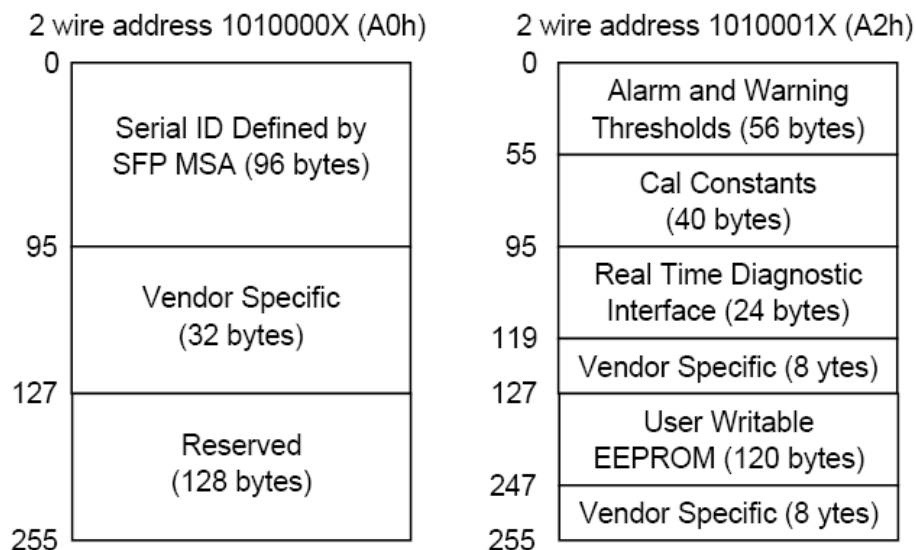 2 wire address 1010000X (A0h)
0
Serial ID Defined by
SFP MSA (96 bytes)
95
Vendor Specific
(32 bytes)
127
Reserved
(128 bytes)
255
2 wire address 1010001X (A2h)
0
Alarm and Warning
Thresholds (56 bytes)
55
Cal Constants
(40 bytes)
95
Real Time Diagnostic
Interface (24 bytes)
119
Vendor Specific (8 ytes)
127
User Writable
EEPROM (120 bytes)
247
Vendor Specific (8 ytes)
255